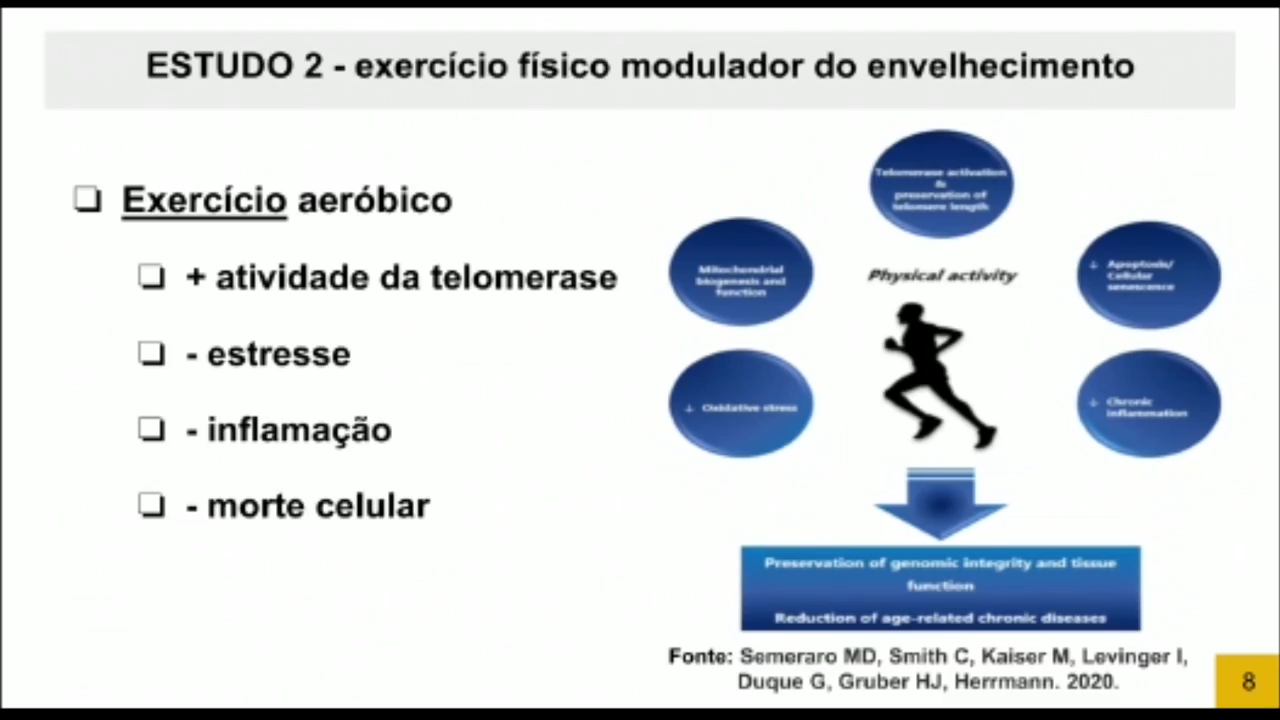 ESTUDO 2 - exercício físico modulador do envelhecimento
❏ Exercício aeróbico
❏ + atividade da telomerase
❏ - estresse
❏ - inflamação
❏ - morte celular
Telomerase activation
&
preservation of
telomere length
Mitochondrial
biogenesis and
function
Physical activity
↓ Apoptosis/
Cellular
senescence
↓ Oxidative stress
↓ Chronic
inflammation
Preservation of genomic integrity and tissue
function
Reduction of age-related chronic diseases
Fonte: Semeraro MD, Smith C, Kaiser M, Levinger I,
Duque G, Gruber HJ, Herrmann. 2020.
8